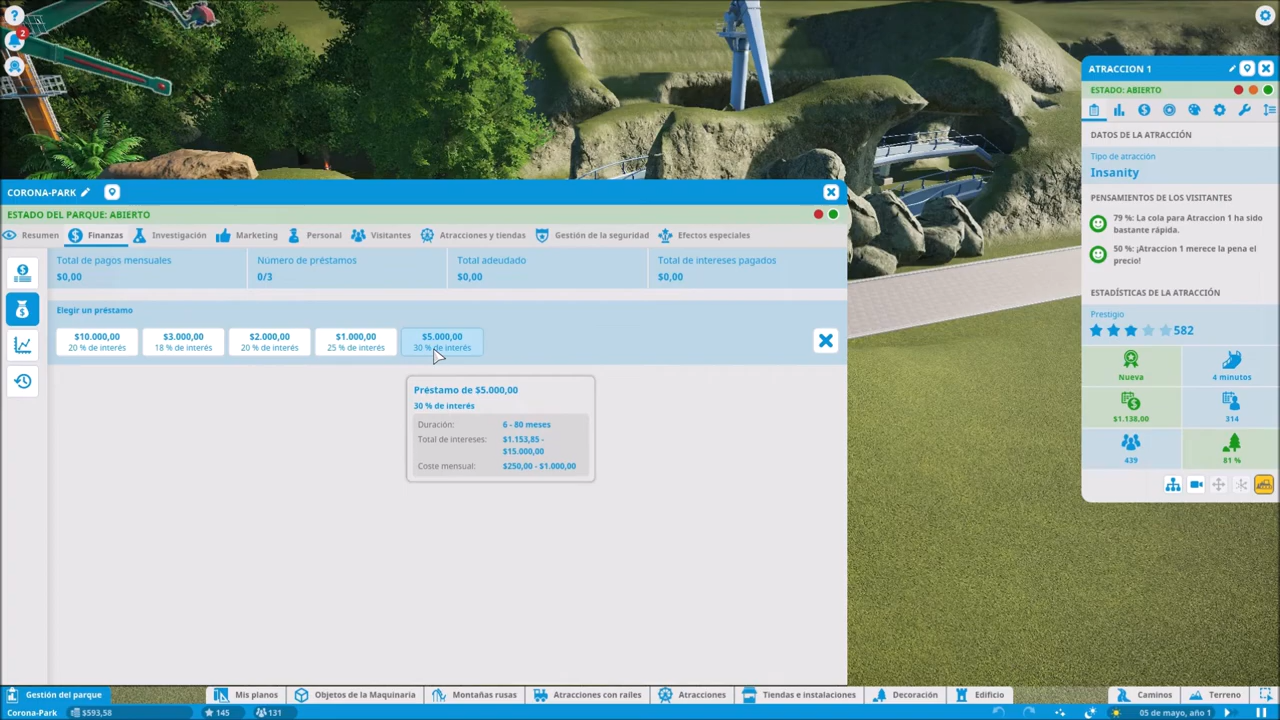 ?
2
CORONA-PARK
ESTADO DEL PARQUE: ABIERTO
Resumen Finanzas Investigación Marketing Personal Visitantes Atracciones y tiendas Gestión de la seguridad Efectos especiales
Total de pagos mensuales Número de préstamos Total adeudado Total de intereses pagados
$0,00 0/3 $0,00 $0,00
Elegir un préstamo
$10.000,00 $3.000,00 $2.000,00 $1.000,00 $5.000,00
20 % de interés 18 % de interés 20 % de interés 25 % de interés 30 % de interés
Préstamo de $5.000,00
30 % de interés
Duración: 6 - 80 meses
Total de intereses: $1.153,85 -
$15.000,00
Coste mensual: $250,00 - $1.000,00
ATRACCION 1
ESTADO: ABIERTO
DATOS DE LA ATRACCIÓN
Tipo de atracción
Insanity
PENSAMIENTOS DE LOS VISITANTES
79 %: La cola para Atraccion 1 ha sido
bastante rápida.
50 %: ¡Atraccion 1 merece la pena el
precio!
ESTADÍSTICAS DE LA ATRACCIÓN
Prestigio
582
Nueva 4 minutos
$1.138,00 314
439 81 %
Gestión del parque Mis planos Objetos de la Maquinaria Montañas rusas Atracciones con raíles Atracciones Tiendas e instalaciones Decoración Edificio Caminos Terreno
Corona-Park $593,58 145 131 05 de mayo, año 1